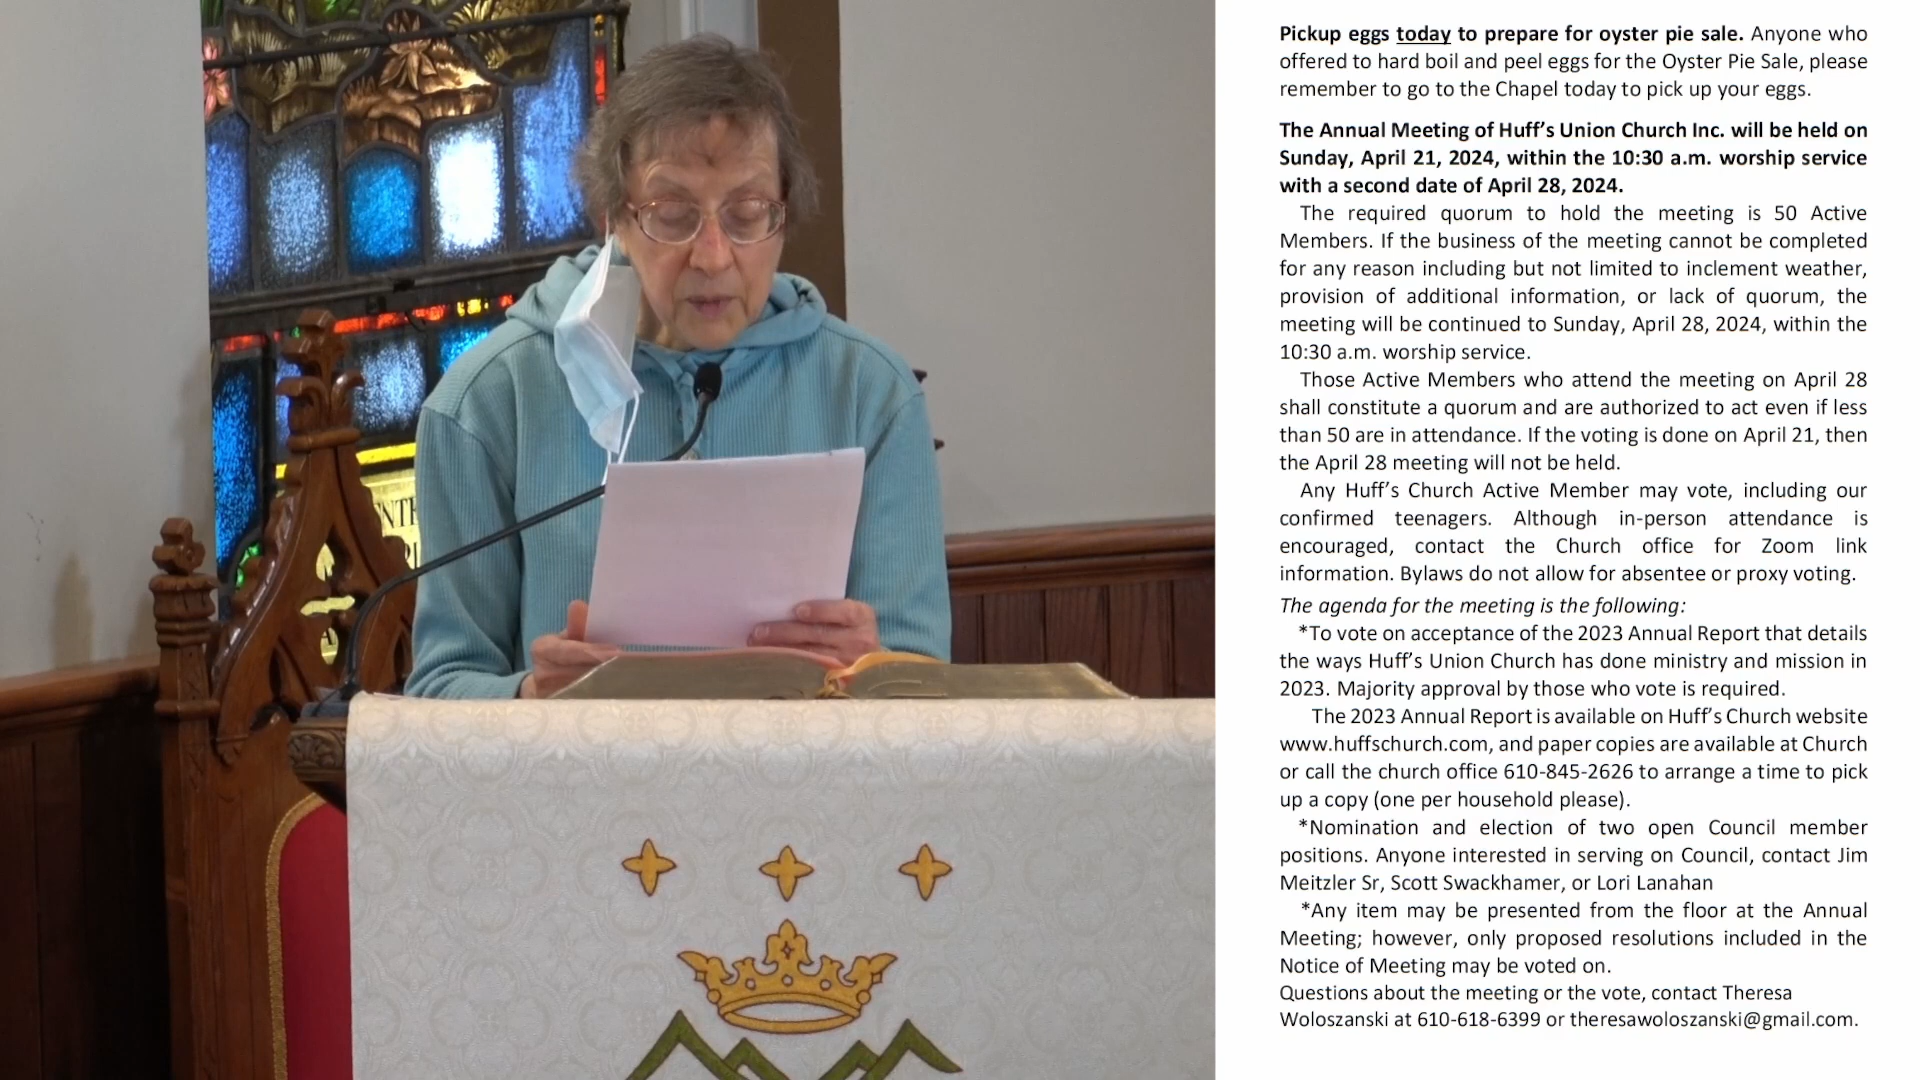 Pickup eggs today to prepare for oyster pie sale. Anyone who
offered to hard boil and peel eggs for the Oyster Pie Sale, please
remember to go to the Chapel today to pick up your eggs.
The Annual Meeting of Huff’s Union Church Inc. will be held on
Sunday, April 21, 2024, within the 10:30 a.m. worship service
with a second date of April 28, 2024.
The required quorum to hold the meeting is 50 Active
Members. If the business of the meeting cannot be completed
for any reason including but not limited to inclement weather,
provision of additional information, or lack of quorum, the
meeting will be continued to Sunday, April 28, 2024, within the
10:30 a.m. worship service.
Those Active Members who attend the meeting on April 28
shall constitute a quorum and are authorized to act even if less
than 50 are in attendance. If the voting is done on April 21, then
the April 28 meeting will not be held.
Any Huff’s Church Active Member may vote, including our
confirmed teenagers. Although in-person attendance is
encouraged, contact the Church office for Zoom link
information. Bylaws do not allow for absentee or proxy voting.
The agenda for the meeting is the following:
*To vote on acceptance of the 2023 Annual Report that details
the ways Huff’s Union Church has done ministry and mission in
2023. Majority approval by those who vote is required.
The 2023 Annual Report is available on Huff’s Church website
www.huffschurch.com, and paper copies are available at Church
or call the church office 610-845-2626 to arrange a time to pick
up a copy (one per household please).
*Nomination and election of two open Council member
positions. Anyone interested in serving on Council, contact Jim
Meitzler Sr, Scott Swackhamer, or Lori Lanahan
*Any item may be presented from the floor at the Annual
Meeting; however, only proposed resolutions included in the
Notice of Meeting may be voted on.
Questions about the meeting or the vote, contact Theresa
Woloszanski at 610-618-6399 or theresawoloszanski@gmail.com.